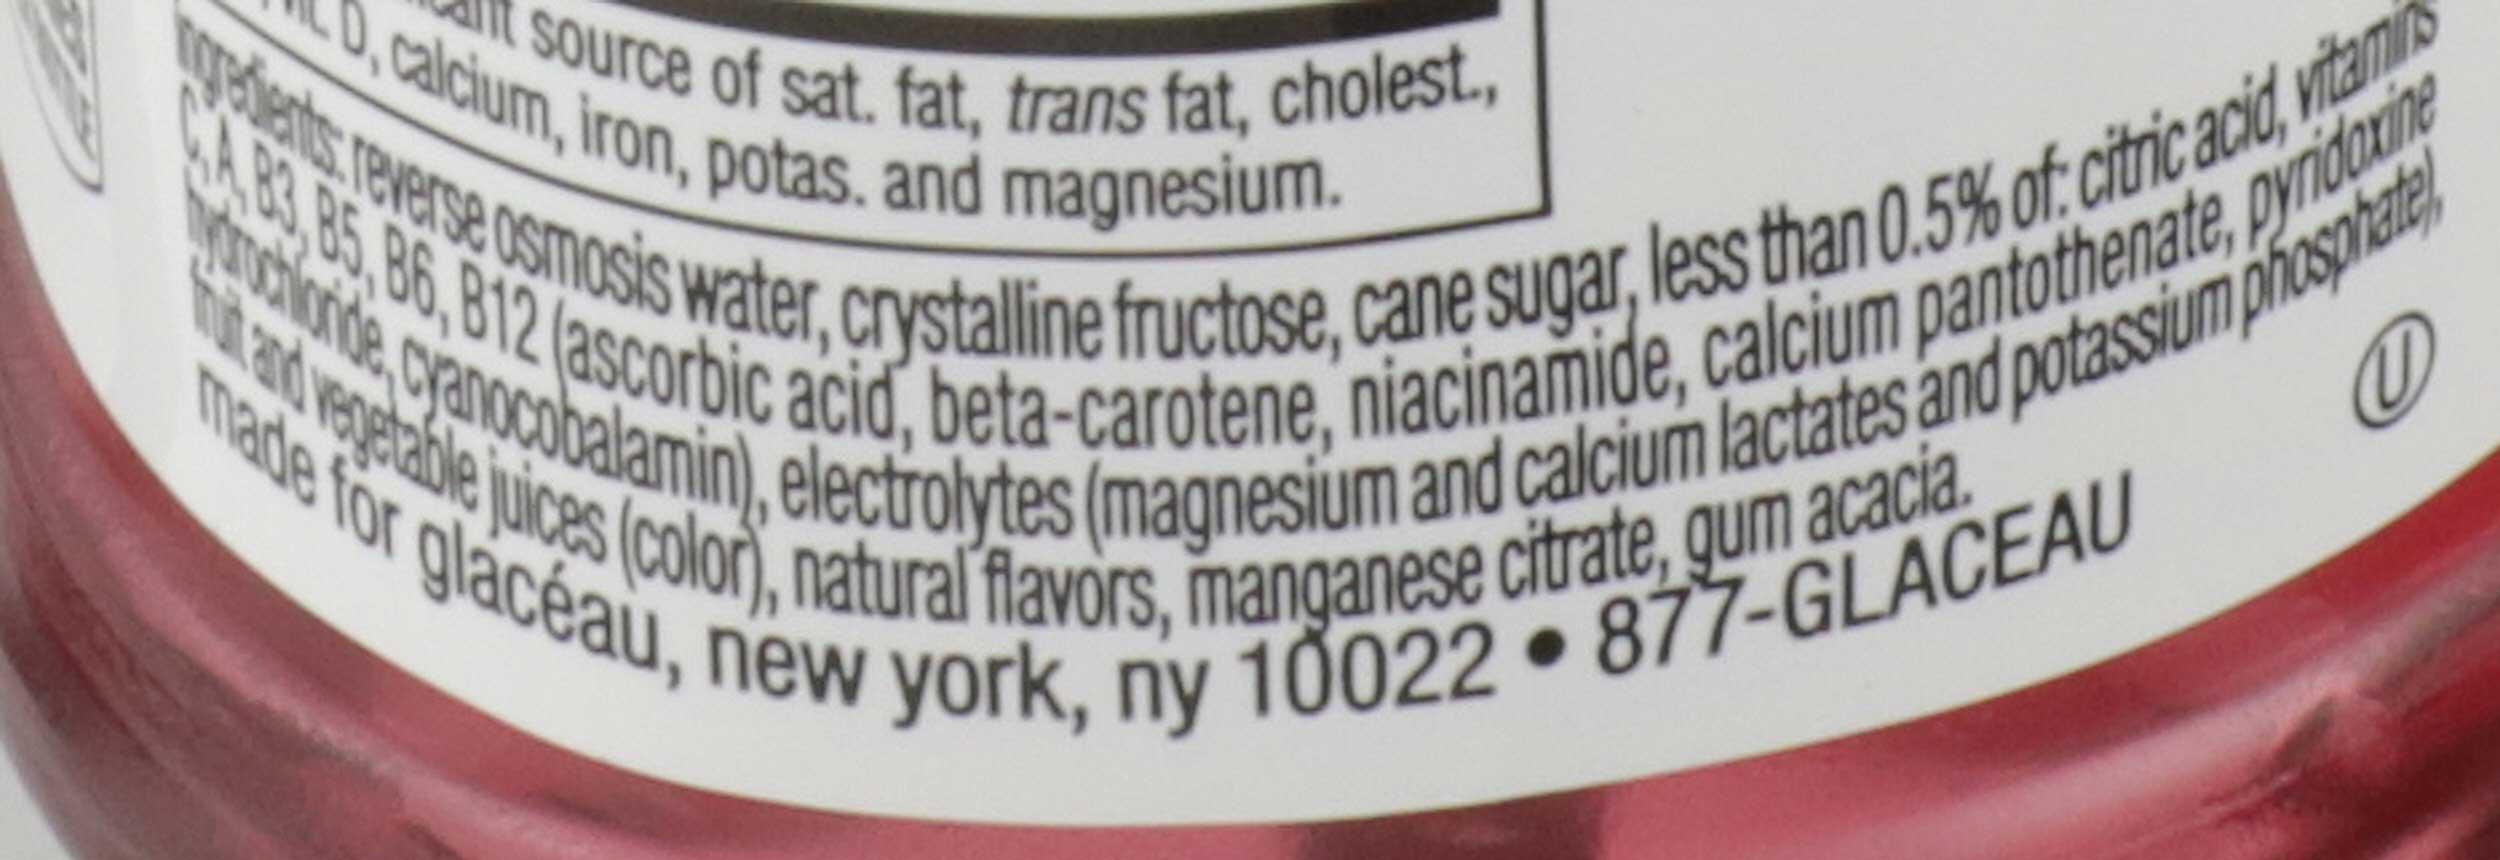 source of sat. fat, trans fat, cholest.,
vit. D, calcium, iron, potas. and magnesium.
ingredients: reverse osmosis water, crystalline fructose, cane sugar, less than 0.5% of: citric acid, vitamins
C, A, B3, B5, B6, B12 (ascorbic acid, beta-carotene, niacinamide, calcium pantothenate, pyridoxine
hydrochloride, cyanocobalamin), electrolytes (magnesium and calcium lactates and potassium phosphate),
fruit and vegetable juices (color), natural flavors, manganese citrate, gum acacia.
made for glacéau, new york, ny 10022 • 877-GLACEAU
U